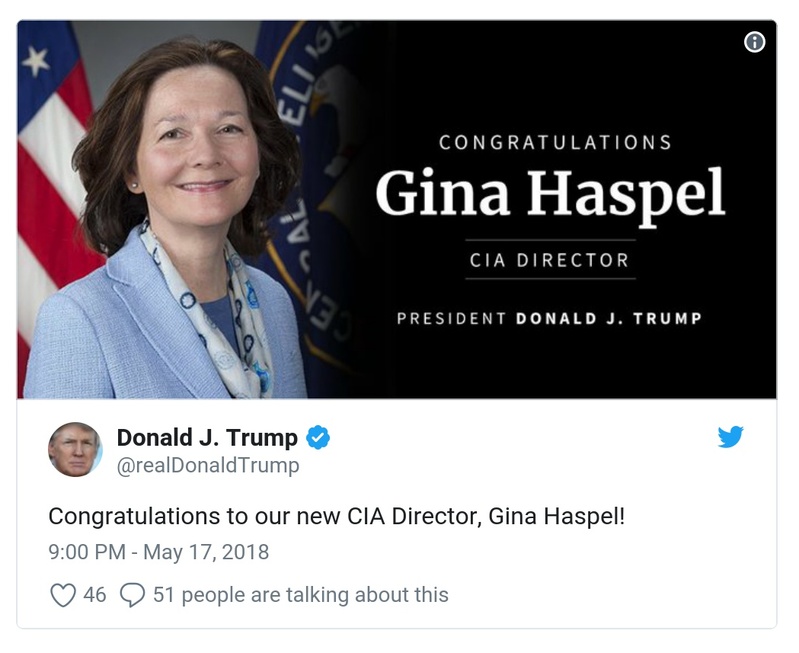 CONGRATULATIONS
Gina Haspel
CIA DIRECTOR
PRESIDENT DONALD J. TRUMP
Donald J. Trump
@realDonaldTrump
Congratulations to our new CIA Director, Gina Haspel!
9:00 PM - May 17, 2018
46 51 people are talking about this